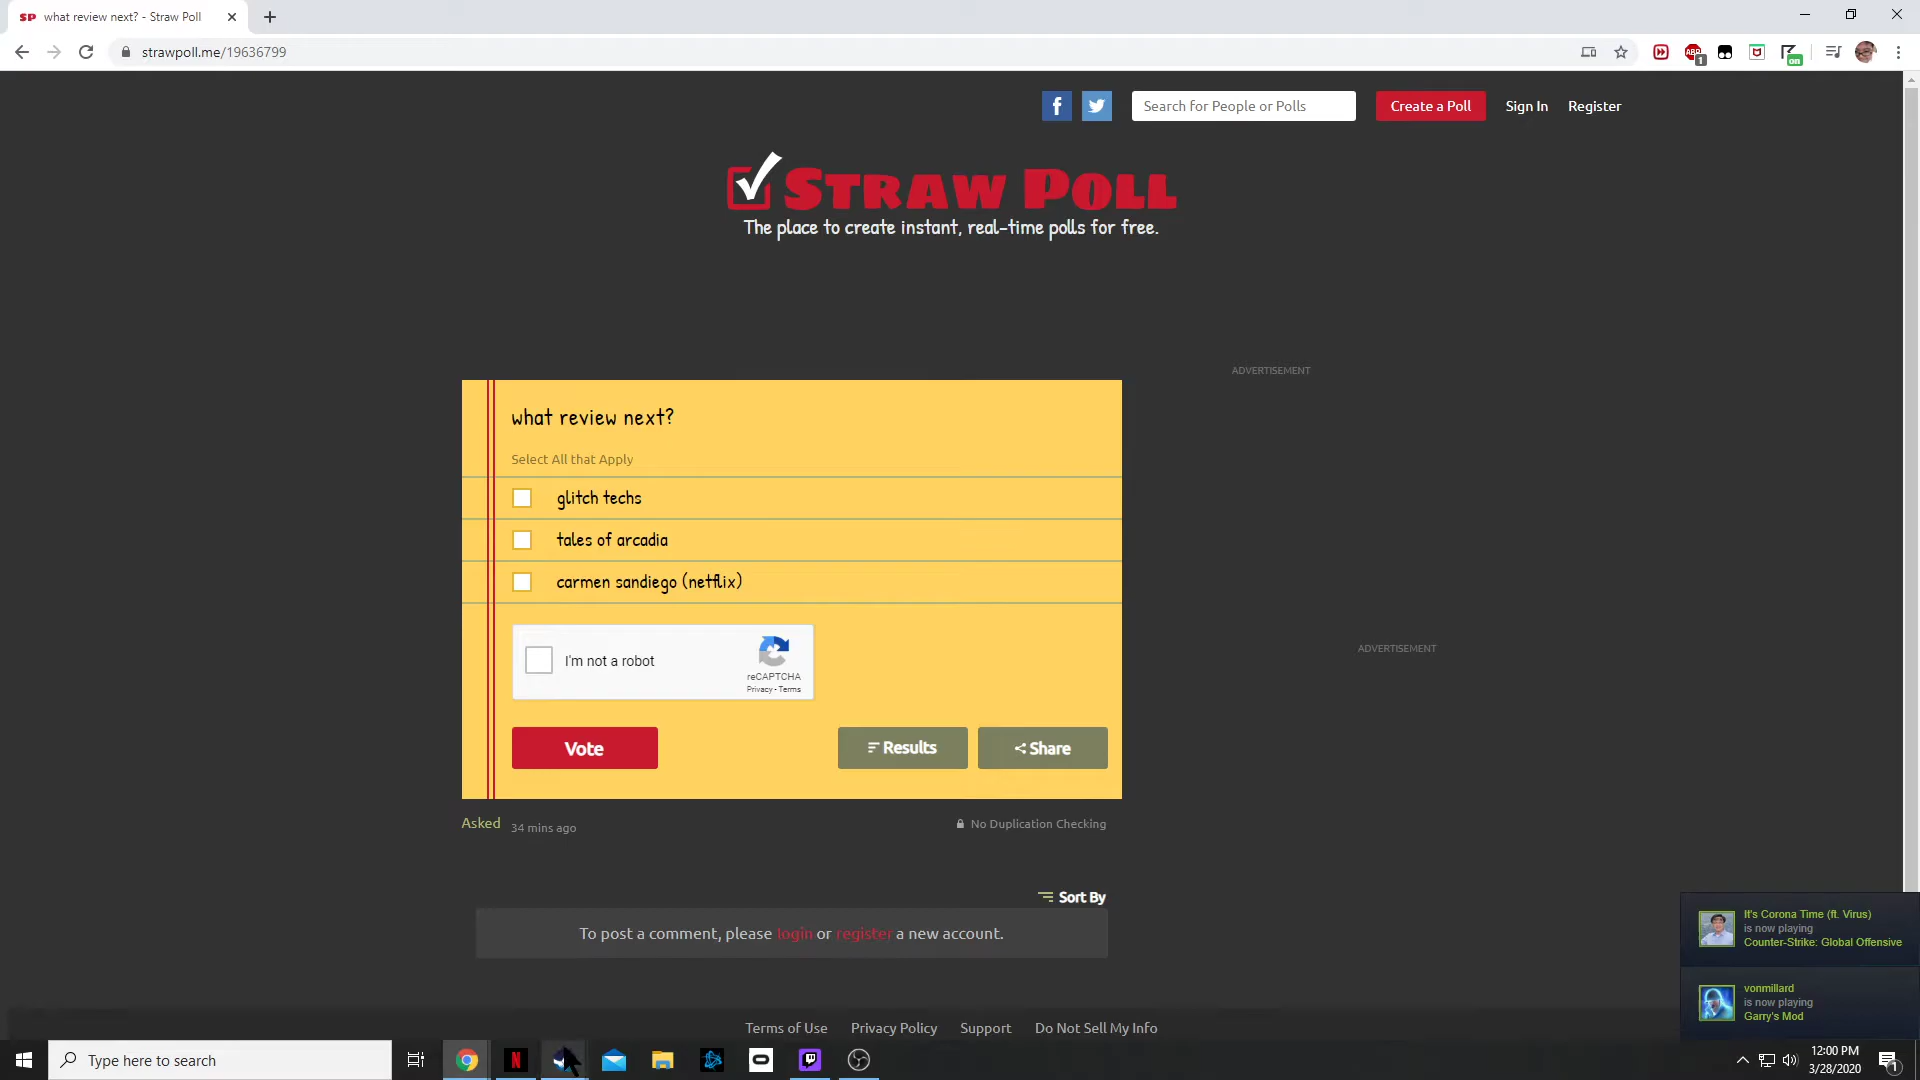 SP what review next? - Straw Poll
strawpoll.me/19636799
ABP
1
on
f
Search for People or Polls
Create a Poll
Sign In
Register
STRAW POLL
The place to create instant, real-time polls for free.
ADVERTISEMENT
what review next?
Select All that Apply
glitch techs
tales of arcadia
carmen sandiego (netflix)
I'm not a robot
reCAPTCHA
Privacy - Terms
ADVERTISEMENT
Vote
Results
Share
Asked 34 mins ago
No Duplication Checking
Sort By
To post a comment, please login or register a new account.
It's Corona Time (ft. Virus)
is now playing
Counter-Strike: Global Offensive
vonmillard
is now playing
Garry's Mod
Terms of Use
Privacy Policy
Support
Do Not Sell My Info
Type here to search
N
12:00 PM
3/28/2020
1